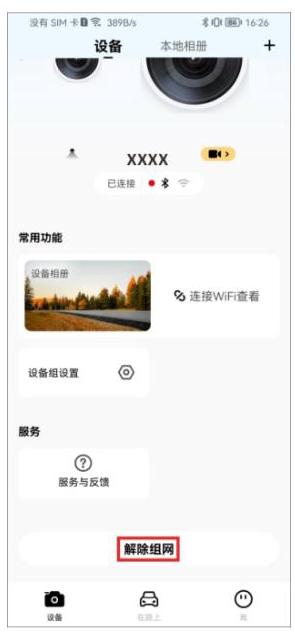 没有 SIM 卡 389B/s 86 16:26
设备 本地相册 +
XXXX
已连接
常用功能
设备相册
连接WiFi查看
设备组设置
服务
服务与反馈
解除组网
设备 在路上 我